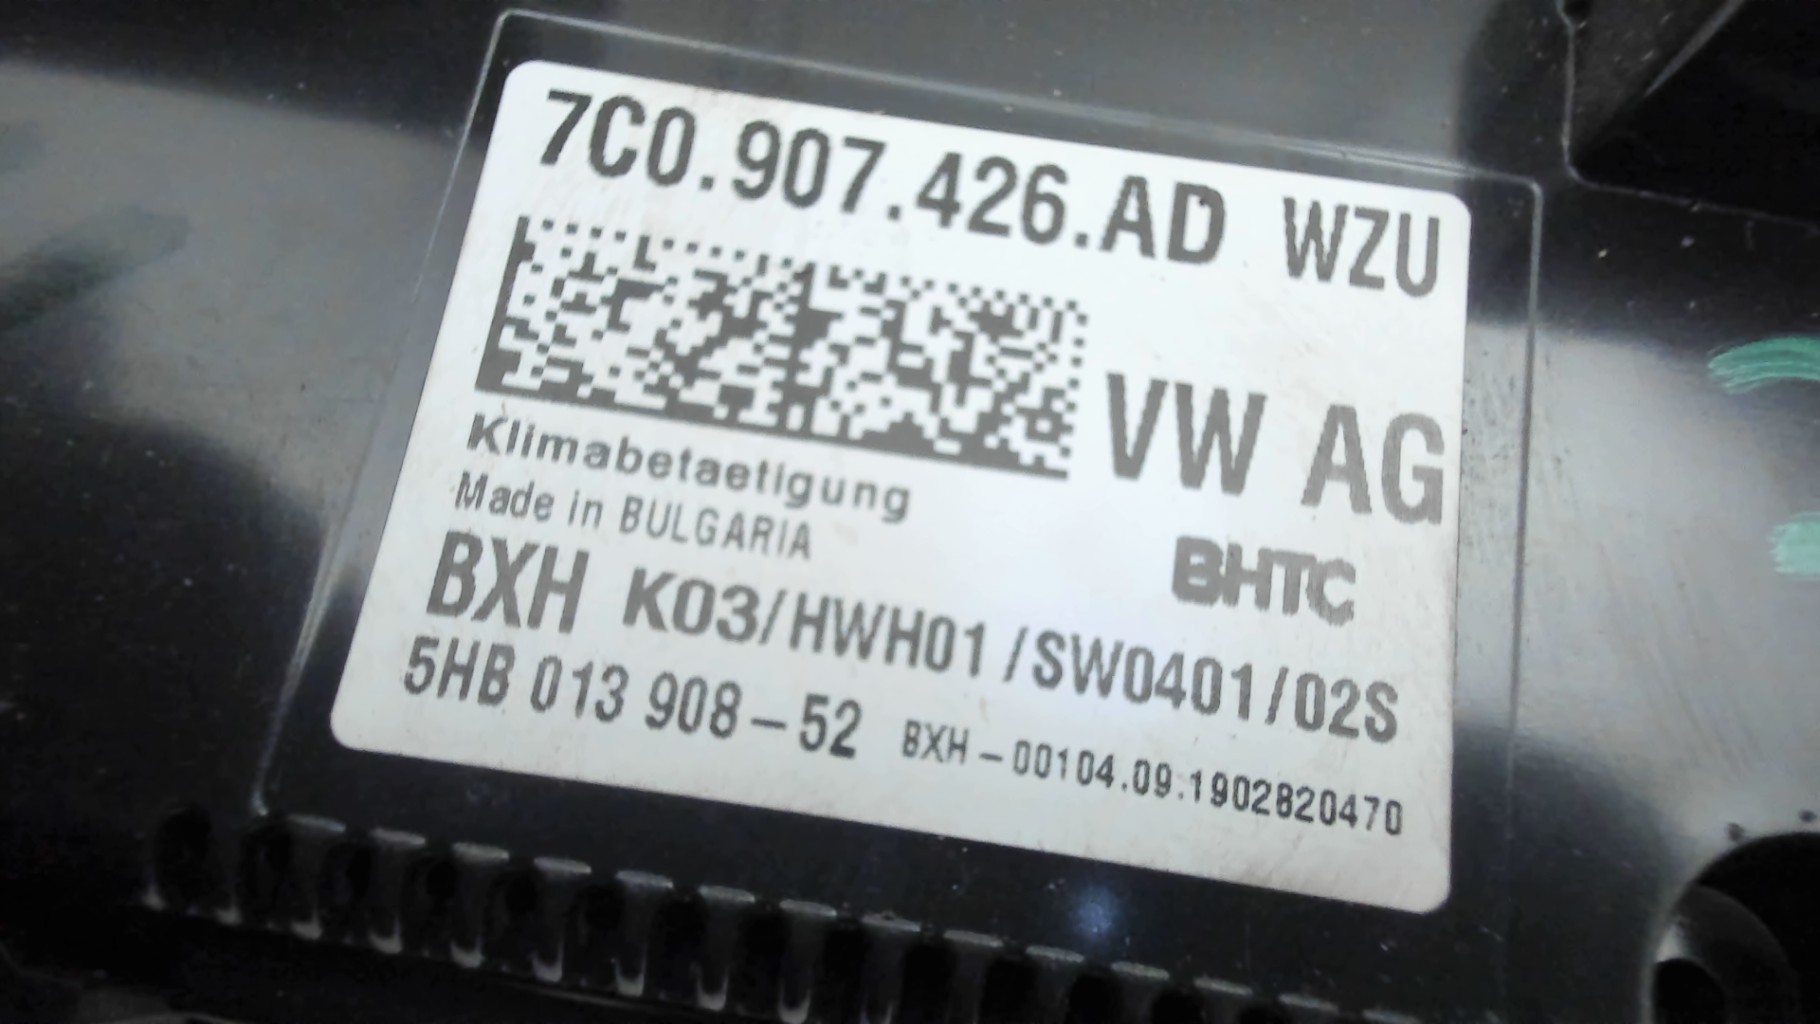 7C0.907.426.AD WZU
VW AG
Klimabetaetigung
Made in BULGARIA
BHTC
BXH K03/HWH01/SW0401/02S
5HB 013 908-52 BXH-00104.09.1902820470